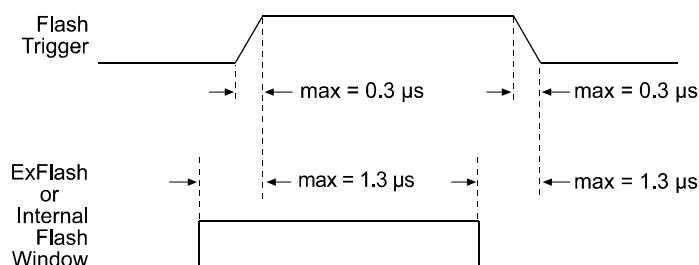 Flash
Trigger
max = 0.3 µs
max = 0.3 µs
ExFlash
or
Internal
Flash
Window
max = 1.3 µs
max = 1.3 µs